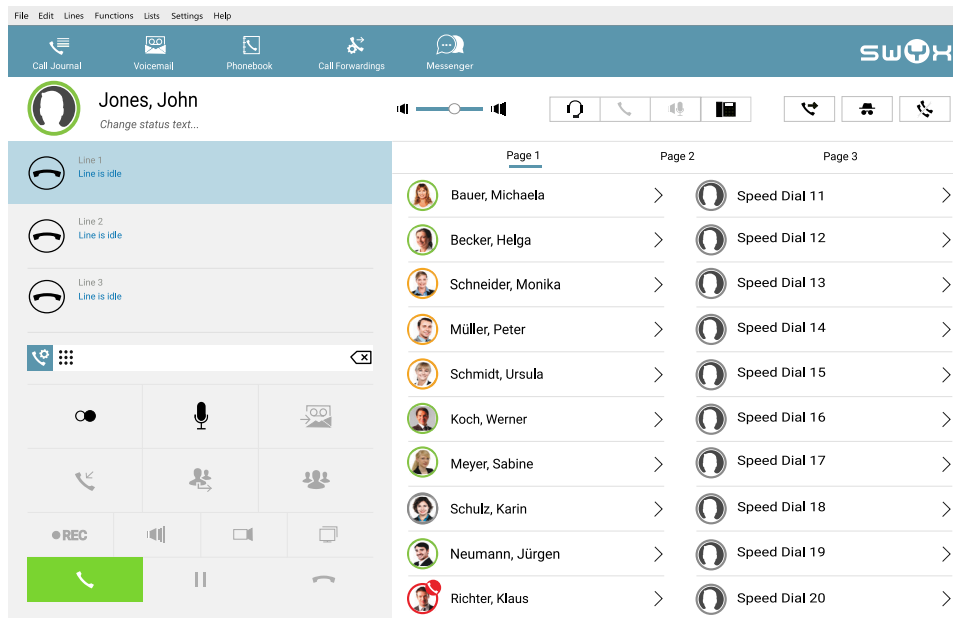 File Edit Lines Functions Lists Settings Help
Call Journal Voicemail Phonebook Call Forwardings Messenger
swyx
Jones, John
Change status text...
Line 1
Line is idle
Line 2
Line is idle
Line 3
Line is idle
REC
Page 1 Page 2 Page 3
Bauer, Michaela Speed Dial 11
Becker, Helga Speed Dial 12
Schneider, Monika Speed Dial 13
Müller, Peter Speed Dial 14
Schmidt, Ursula Speed Dial 15
Koch, Werner Speed Dial 16
Meyer, Sabine Speed Dial 17
Schulz, Karin Speed Dial 18
Neumann, Jürgen Speed Dial 19
Richter, Klaus Speed Dial 20